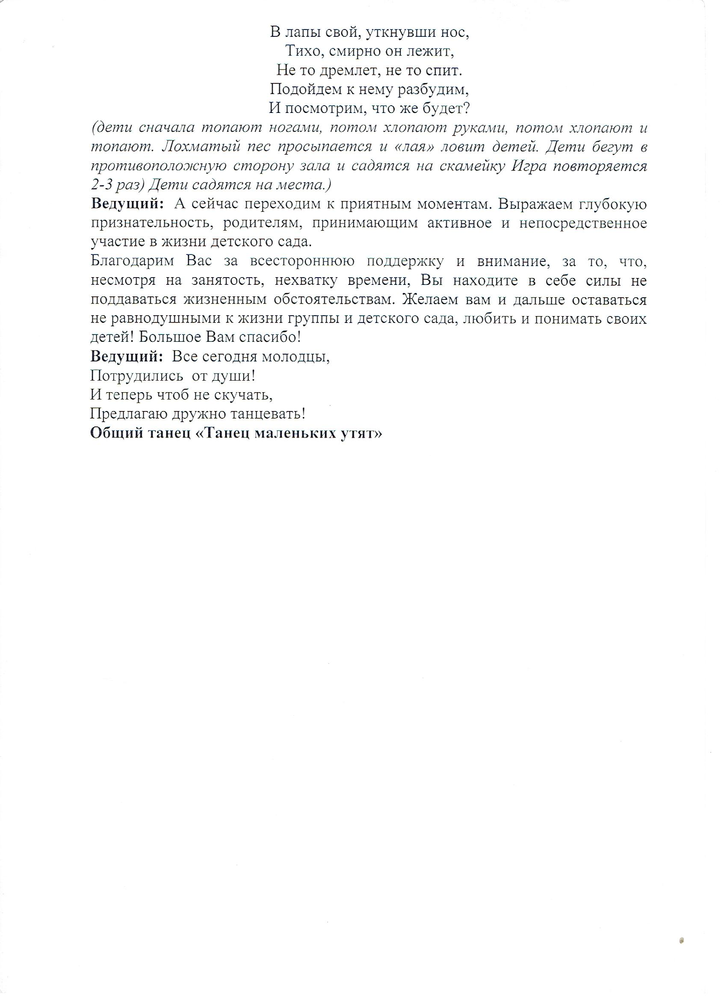 В лапы свой, уткнувши нос,
Тихо, смирно он лежит,
Не то дремлет, не то спит.
Подойдем к нему разбудим,
И посмотрим, что же будет?
(дети сначала топают ногами, потом хлопают руками, потом хлопают и
топают. Лохматый пес просыпается и «лая» ловит детей. Дети бегут в
противоположную сторону зала и садятся на скамейку Игра повторяется
2-3 раз) Дети садятся на места.)
Ведущий: А сейчас переходим к приятным моментам. Выражаем глубокую
признательность, родителям, принимающим активное и непосредственное
участие в жизни детского сада.
Благодарим Вас за всестороннюю поддержку и внимание, за то, что,
несмотря на занятость, нехватку времени, Вы находите в себе силы не
поддаваться жизненным обстоятельствам. Желаем вам и дальше оставаться
не равнодушными к жизни группы и детского сада, любить и понимать своих
детей! Большое Вам спасибо!
Ведущий: Все сегодня молодцы,
Потрудились от души!
И теперь чтоб не скучать,
Предлагаю дружно танцевать!
Общий танец «Танец маленьких утят»